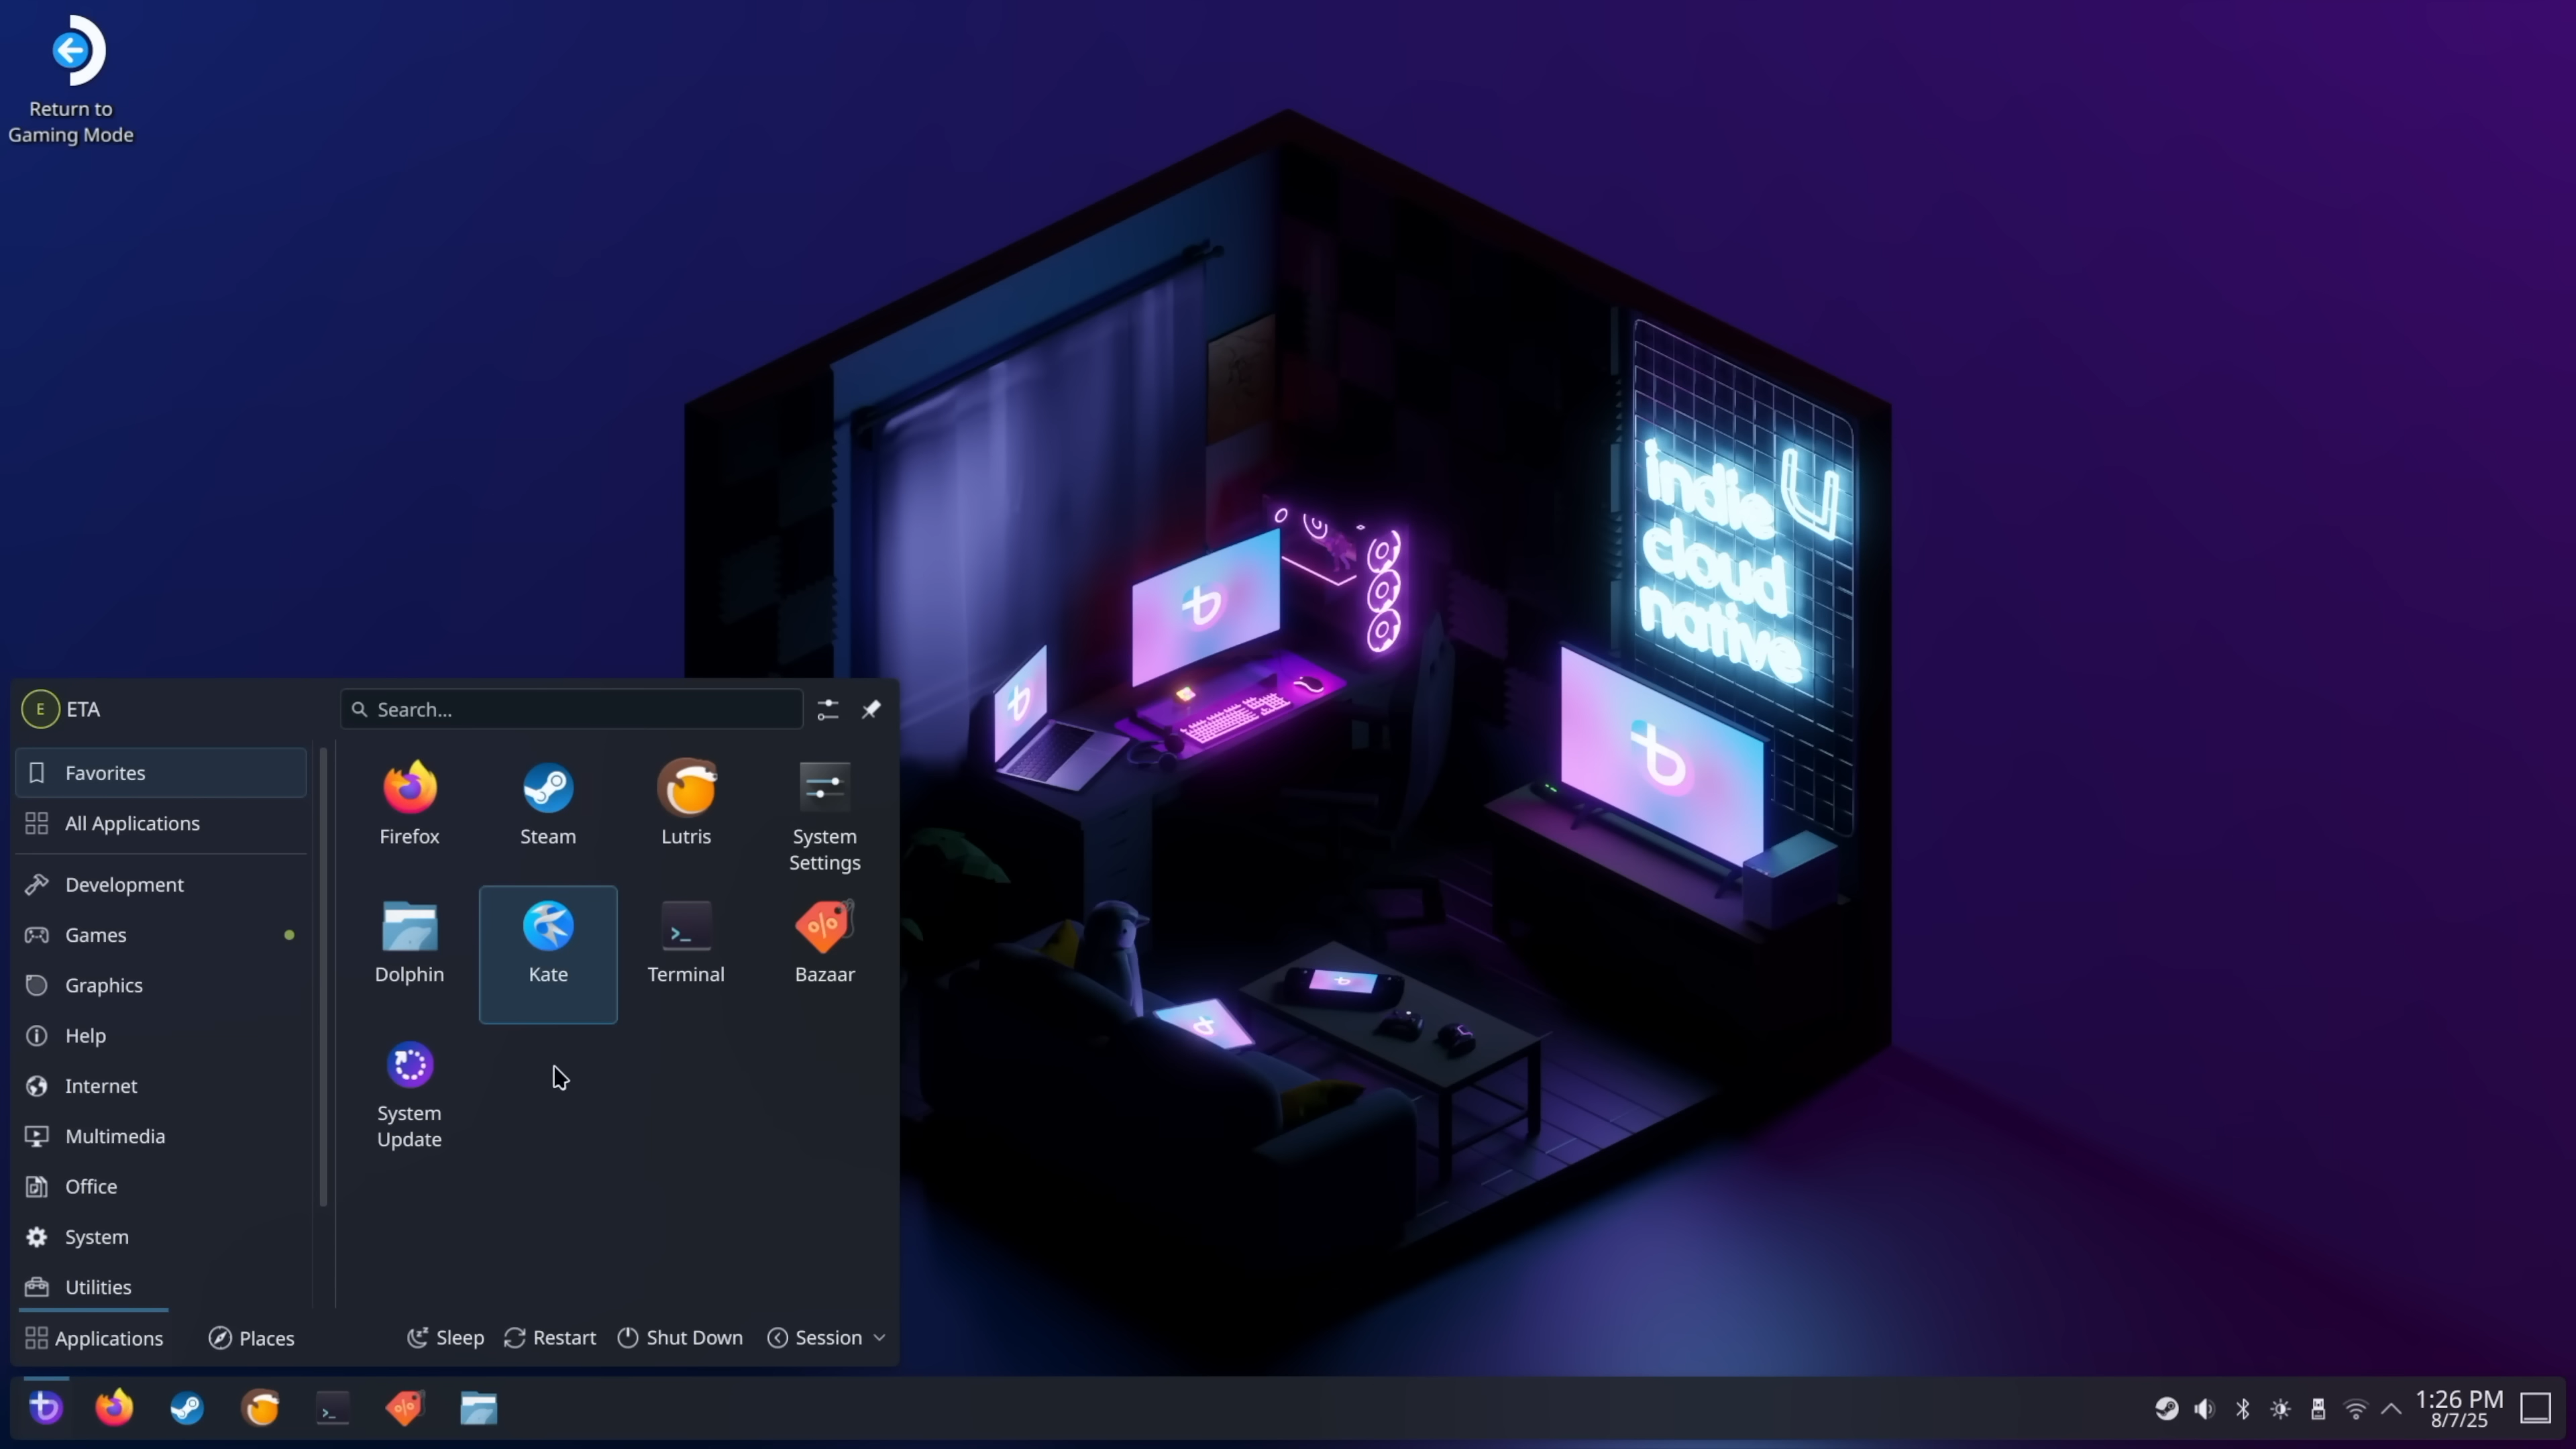 Return to
Gaming Mode
indie U
cloud
native
E ETA
Search...
Favorites
All Applications
Development
Games
Graphics
Help
Internet
Multimedia
Office
System
Utilities
Firefox
Steam
Lutris
System
Settings
Dolphin
Kate
Terminal
Bazaar
System
Update
Applications
Places
Sleep
Restart
Shut Down
Session
1:26 PM
8/7/25